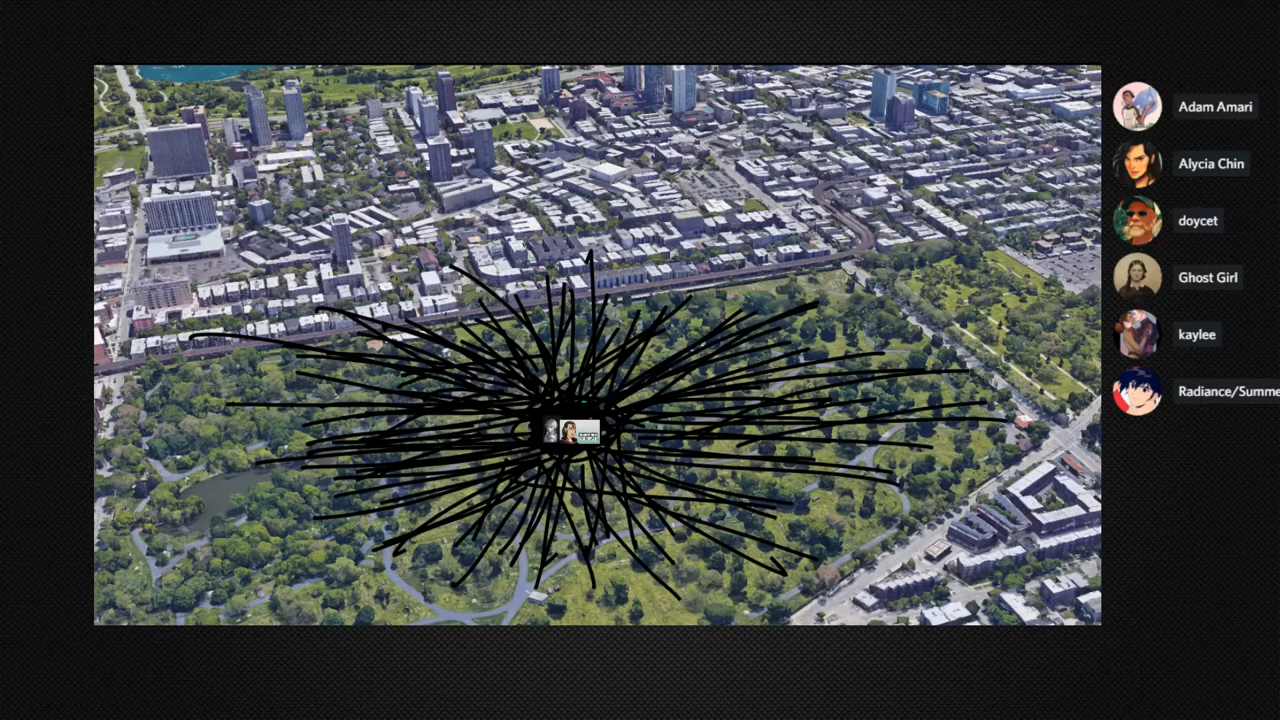 Adam Amari
Alycia Chin
doycet
Ghost Girl
kaylee
Radiance/Summe